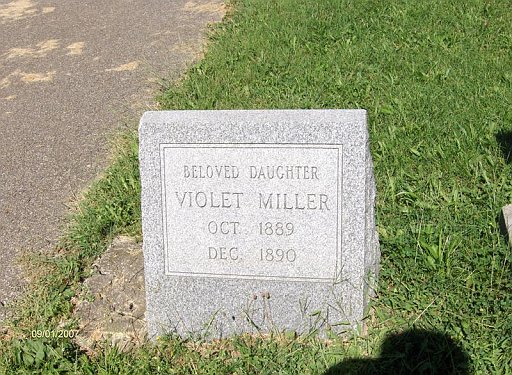 BELOVED DAUGHTER
VIOLET MILLER
OCT. 1889
DEC. 1890
09/01/2007